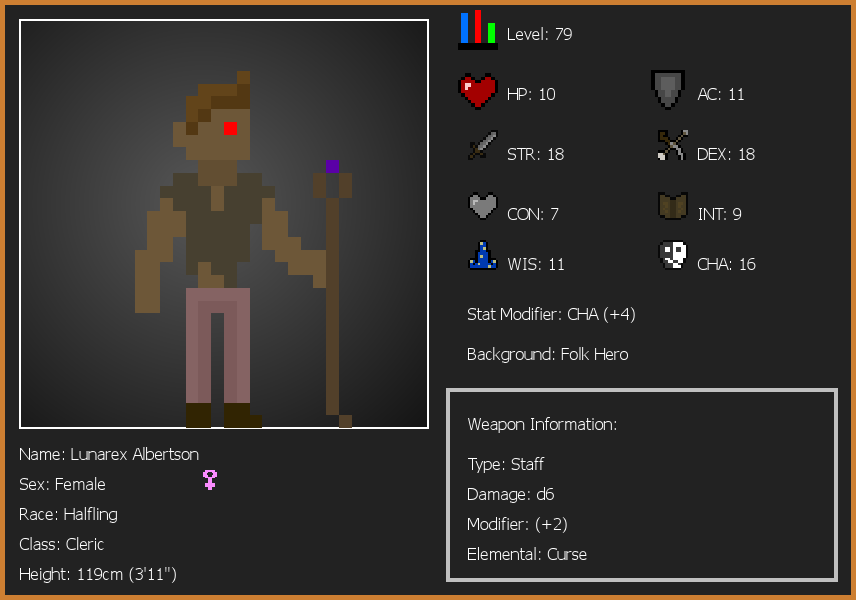 Level: 79
HP: 10
AC: 11
STR: 18
DEX: 18
CON: 7
INT: 9
WIS: 11
CHA: 16
Stat Modifier: CHA (+4)
Background: Folk Hero
Weapon Information:
Type: Staff
Damage: d6
Modifier: (+2)
Elemental: Curse
Name: Lunarex Albertson
Sex: Female
Race: Halfling
Class: Cleric
Height: 119cm (3'11")